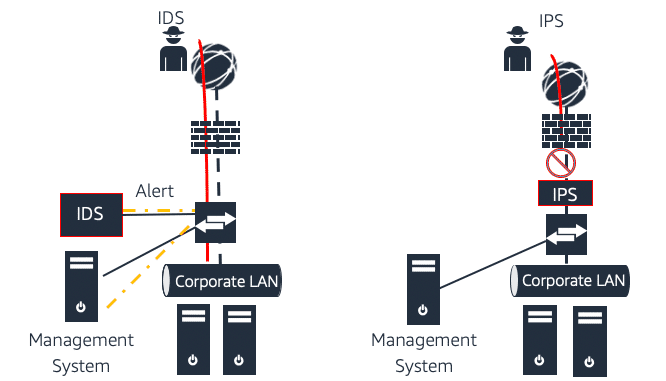 IDS
Alert
IDS
Corporate LAN
Management
System
IPS
IPS
Corporate LAN
Management
System